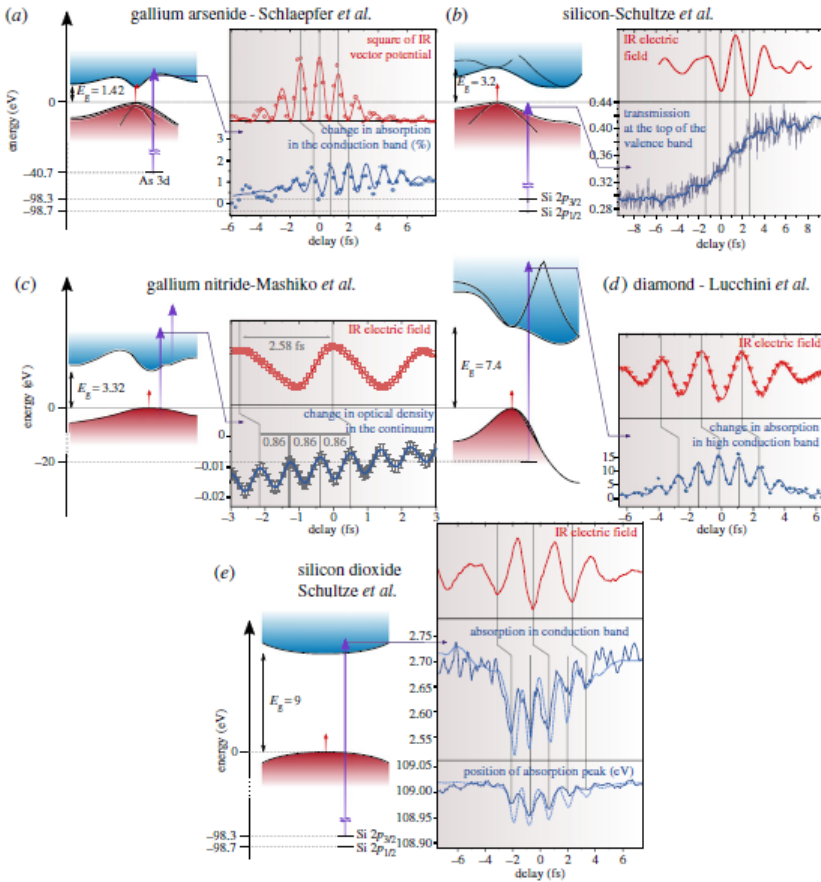 (a)
gallium arsenide - Schlaepfer et al.
energy (eV)
0
−40.7
−98.3
−98.7
Eg = 1.42
As 3d
square of IR
vector potential
change in absorption
in the conduction band (%)
3
2
1
0
−6 −4 −2 0 2 4 6
delay (fs)
(b)
silicon-Schultze et al.
Eg = 3.2
Si 2p3/2
Si 2p1/2
IR electric
field
0.44
transmission
at the top of the
valence band
0.40
0.36
0.32
0.28
−8 −6 −4 −2 0 2 4 6 8
delay (fs)
(c)
gallium nitride-Mashiko et al.
energy (eV)
0
−20
Eg = 3.32
IR electric field
2.58 fs
change in optical density
in the continuum
0.86 0.86 0.86
0
−0.01
−0.02
−3 −2 −1 0 1 2 3
delay (fs)
(d) diamond - Lucchini et al.
Eg = 7.4
IR electric field
change in absorption
in high conduction band
15
10
5
0
−6 −4 −2 0 2 4 6
delay (fs)
(e)
silicon dioxide
Schultze et al.
energy (eV)
0
−98.3
−98.7
Eg = 9
Si 2p3/2
Si 2p1/2
IR electric field
absorption in conduction band
2.75
2.70
2.65
2.60
2.55
position of absorption peak (eV)
109.05
109.00
108.95
108.90
−6 −4 −2 0 2 4 6
delay (fs)